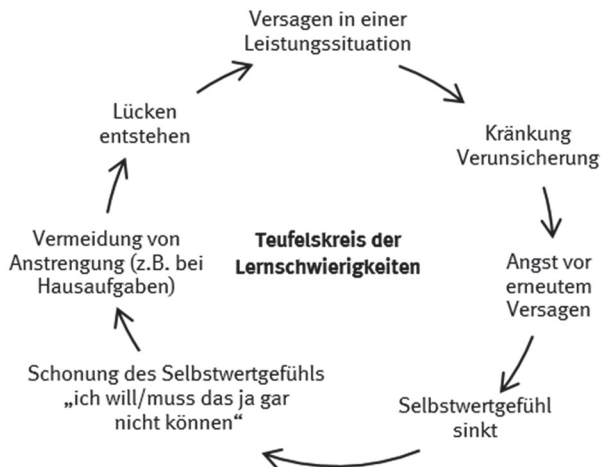 Versagen in einer
Leistungssituation
Kränkung
Verunsicherung
Angst vor
erneutem
Versagen
Selbstwertgefühl
sinkt
Schonung des Selbstwertgefühls
„ich will/muss das ja gar
nicht können“
Vermeidung von
Anstrengung (z.B. bei
Hausaufgaben)
Lücken
entstehen
Teufelskreis der
Lernschwierigkeiten